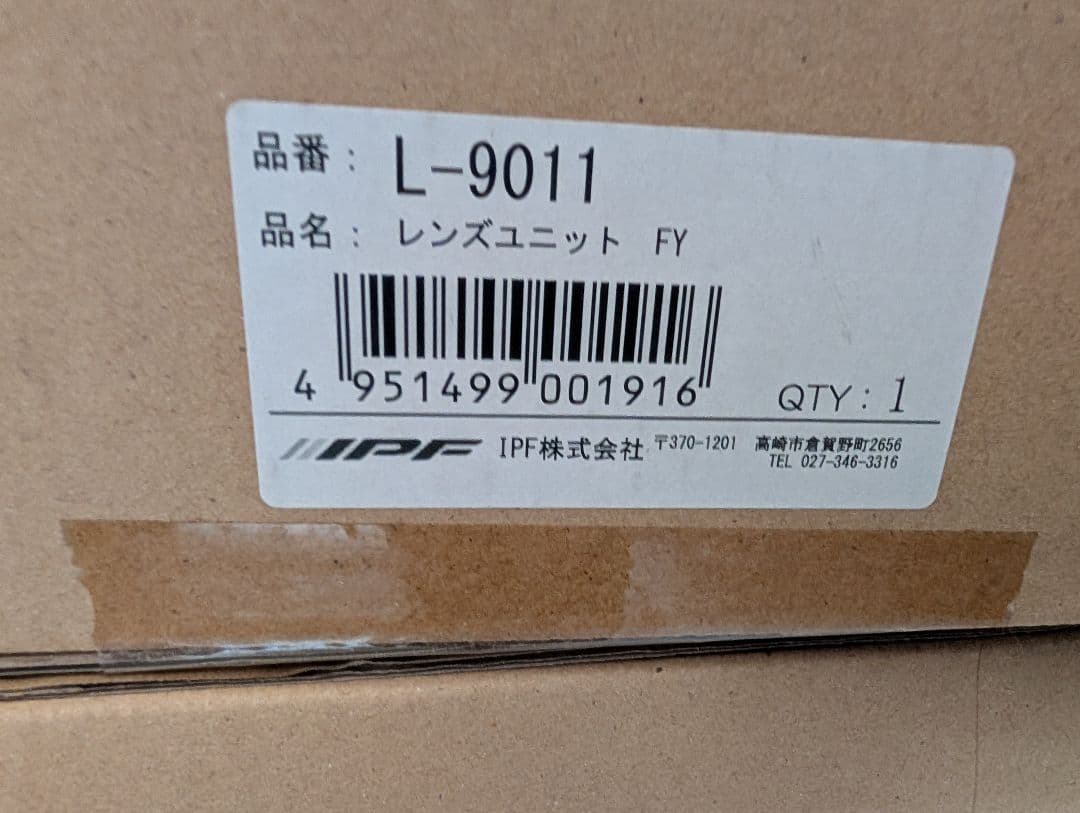 品番： L-9011
品名： レンズユニット FY
4 951499 001916
QTY：1
IPF IPF株式会社 〒370-1201 高崎市倉賀野町2656
TEL 027-346-3316